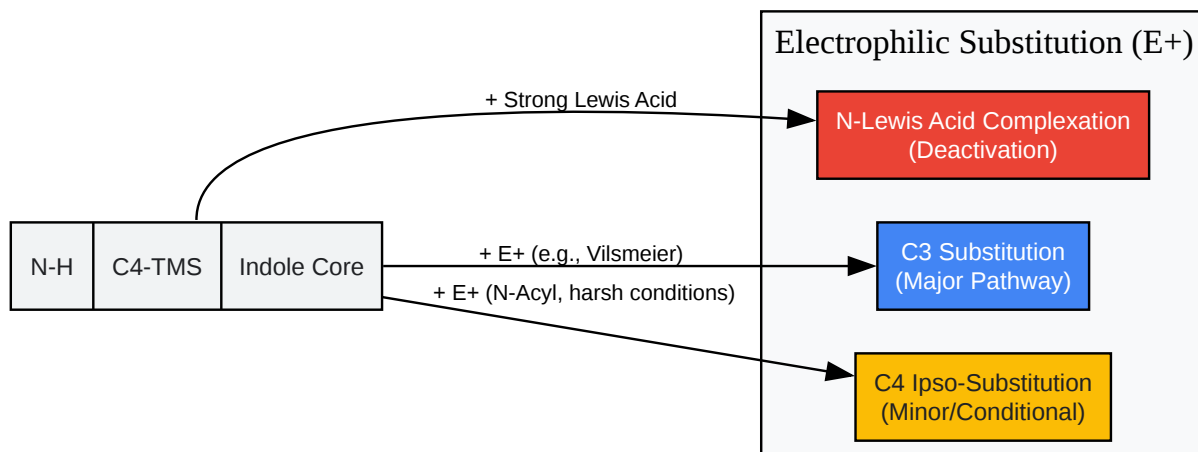 Electrophilic Substitution (E+)
+ Strong Lewis Acid
N-Lewis Acid Complexation
(Deactivation)
N-H
C4-TMS
Indole Core
+ E+ (e.g., Vilsmeier)
C3 Substitution
(Major Pathway)
+ E+ (N-Acyl, harsh conditions)
C4 Ipso-Substitution
(Minor/Conditional)